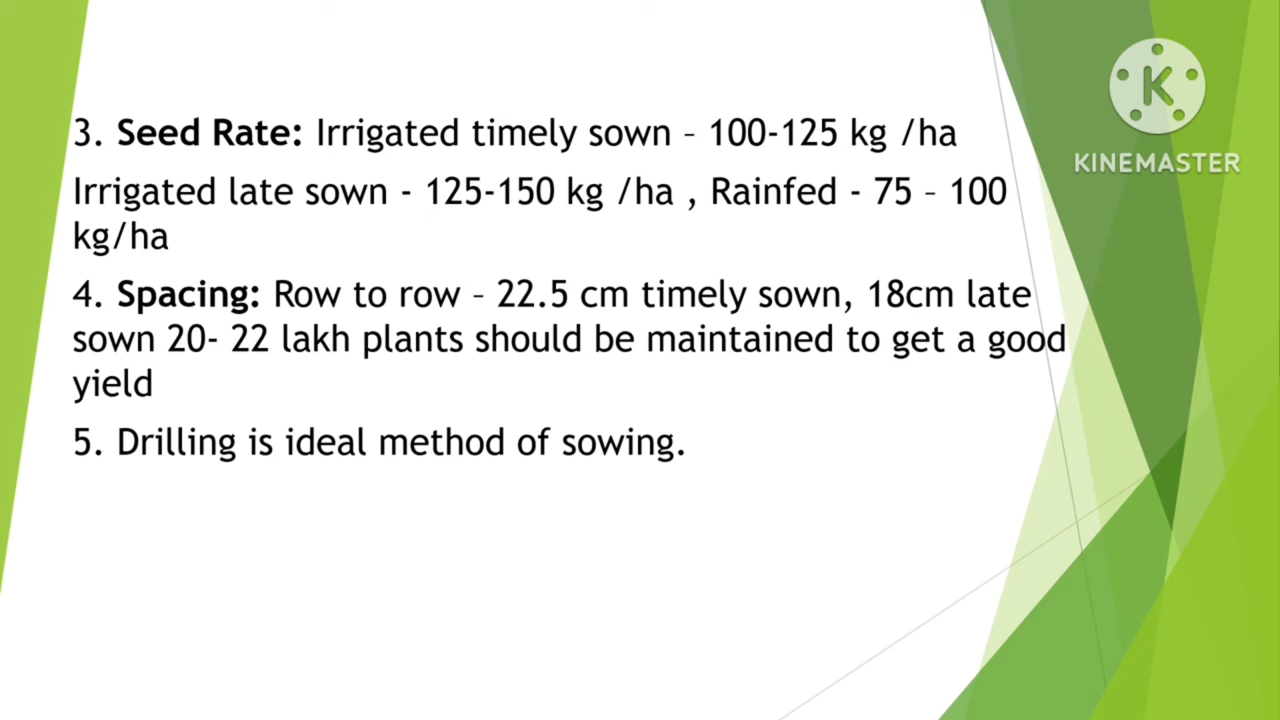 3. Seed Rate: Irrigated timely sown – 100-125 kg /ha
Irrigated late sown - 125-150 kg /ha , Rainfed - 75 – 100
kg/ha
4. Spacing: Row to row – 22.5 cm timely sown, 18cm late
sown 20- 22 lakh plants should be maintained to get a good
yield
5. Drilling is ideal method of sowing.
K
KINEMASTER